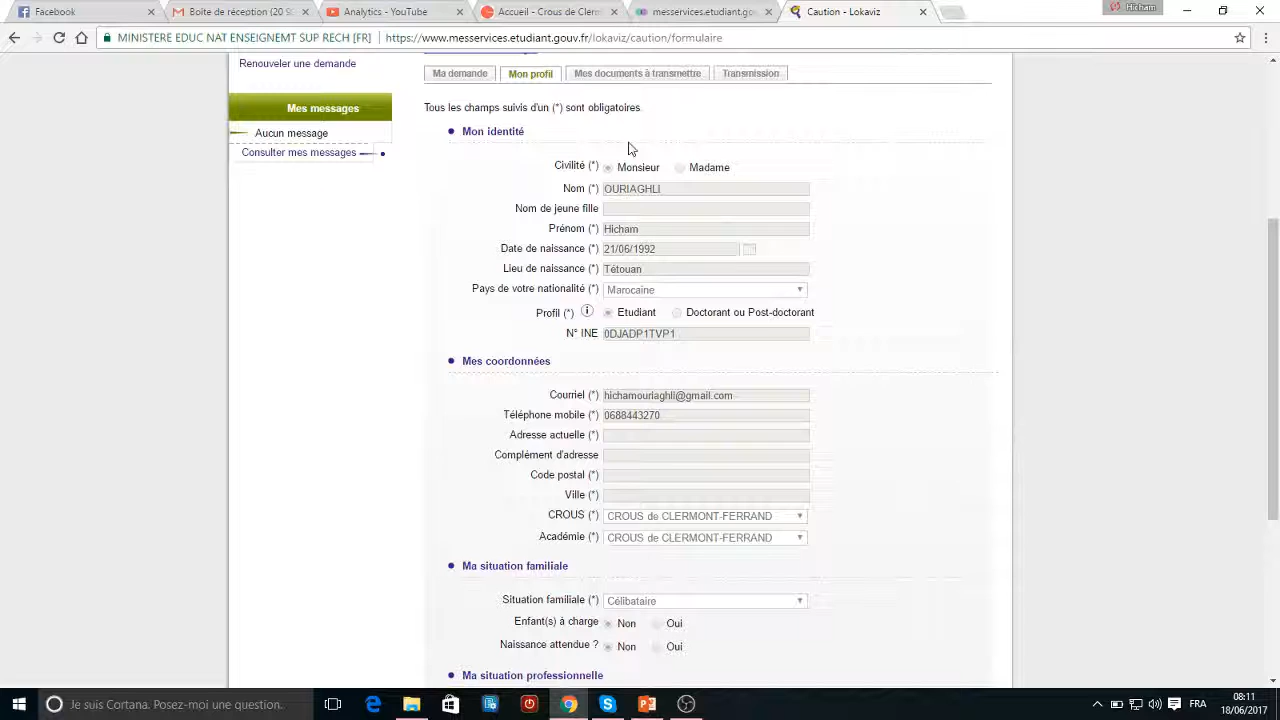 Facebook
Boîte de réception (20 9
Analytics - YouTube
Accueil - Crous de Clerm
messervices.etudiant.gou
Caution - Lokaviz
Hicham
MINISTERE EDUC NAT ENSEIGNEMT SUP RECH [FR]
https://www.messervices.etudiant.gouv.fr/lokaviz/caution/formulaire
Renouveler une demande
Mes messages
Aucun message
Consulter mes messages
Ma demande
Mon profil
Mes documents à transmettre
Transmission
Tous les champs suivis d'un (*) sont obligatoires.
Mon identité
Civilité (*) Monsieur Madame
Nom (*) OURIAGHLI
Nom de jeune fille
Prénom (*) Hicham
Date de naissance (*) 21/06/1992
Lieu de naissance (*) Tétouan
Pays de votre nationalité (*) Marocaine
Profil (*) i Etudiant Doctorant ou Post-doctorant
N° INE 0DJADP1TVP1
Mes coordonnées
Courriel (*) hichamouriaghli@gmail.com
Téléphone mobile (*) 0688443270
Adresse actuelle (*)
Complément d'adresse
Code postal (*)
Ville (*)
CROUS (*) CROUS de CLERMONT-FERRAND
Académie (*) CROUS de CLERMONT-FERRAND
Ma situation familiale
Situation familiale (*) Célibataire
Enfant(s) à charge Non Oui
Naissance attendue ? Non Oui
Ma situation professionnelle
Je suis Cortana. Posez-moi une question.
FRA
08:11
18/06/2017